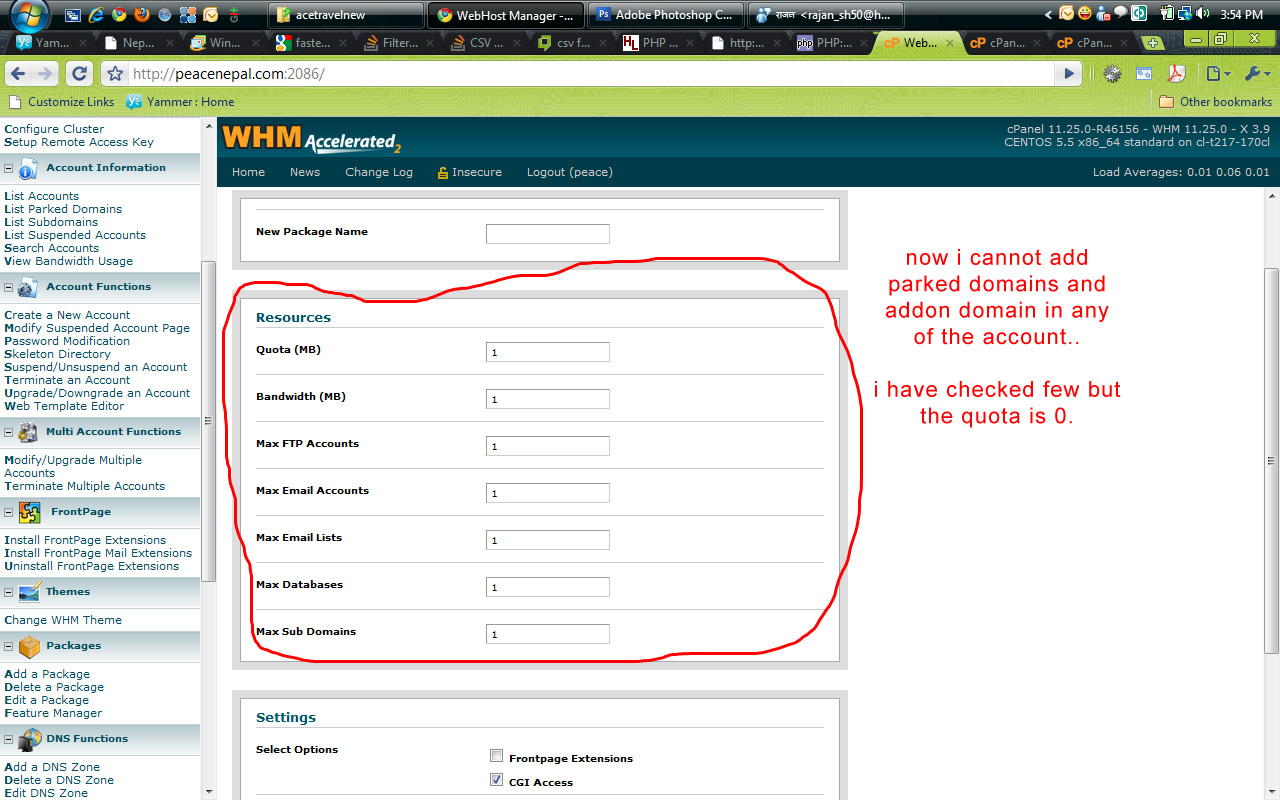 acetravelnew
WebHost Manager -...
Adobe Photoshop C...
राजन <rajan_sh50@h...
3:54 PM
Yam...
Nep...
Win...
faste...
Filter...
CSV ...
csv f...
PHP ...
http:...
PHP:...
Web...
cPan...
cPan...
http://peacenepal.com:2086/
Customize Links
Yammer : Home
Other bookmarks
Configure Cluster
Setup Remote Access Key
Account Information
List Accounts
List Parked Domains
List Subdomains
List Suspended Accounts
Search Accounts
View Bandwidth Usage
Account Functions
Create a New Account
Modify Suspended Account Page
Password Modification
Skeleton Directory
Suspend/Unsuspend an Account
Terminate an Account
Upgrade/Downgrade an Account
Web Template Editor
Multi Account Functions
Modify/Upgrade Multiple
Accounts
Terminate Multiple Accounts
FrontPage
Install FrontPage Extensions
Install FrontPage Mail Extensions
Uninstall FrontPage Extensions
Themes
Change WHM Theme
Packages
Add a Package
Delete a Package
Edit a Package
Feature Manager
DNS Functions
Add a DNS Zone
Delete a DNS Zone
Edit DNS Zone
WHM Accelerated2
cPanel 11.25.0-R46156 - WHM 11.25.0 - X 3.9
CENTOS 5.5 x86_64 standard on cl-t217-170cl
Home
News
Change Log
Insecure
Logout (peace)
Load Averages: 0.01 0.06 0.01
New Package Name
Resources
Quota (MB)
1
Bandwidth (MB)
1
Max FTP Accounts
1
Max Email Accounts
1
Max Email Lists
1
Max Databases
1
Max Sub Domains
1
Settings
Select Options
Frontpage Extensions
CGI Access
now i cannot add
parked domains and
addon domain in any
of the account..
i have checked few but
the quota is 0.